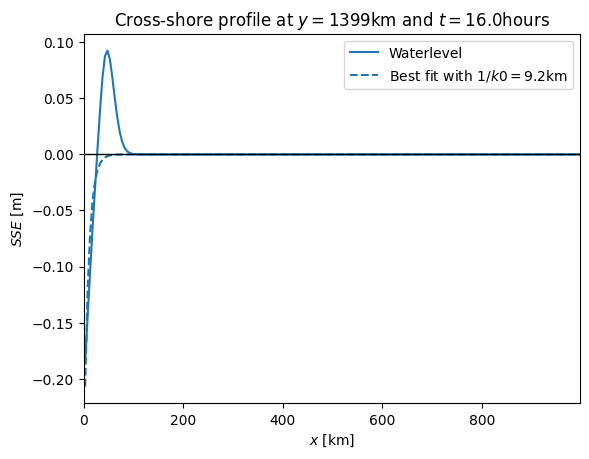 Cross-shore profile at y = 1399km and t = 16.0hours
Waterlevel
Best fit with 1/k0 = 9.2km
0.10
0.05
0.00
−0.05
−0.10
−0.15
−0.20
SSE [m]
0 200 400 600 800
x [km]